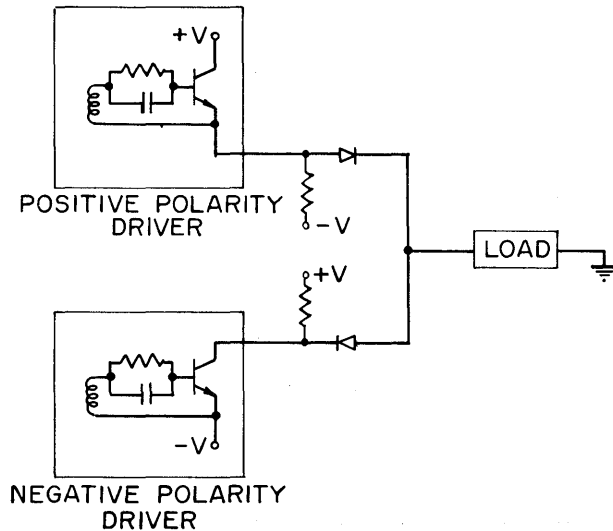 +V
POSITIVE POLARITY
DRIVER
-V
+V
LOAD
-V
NEGATIVE POLARITY
DRIVER